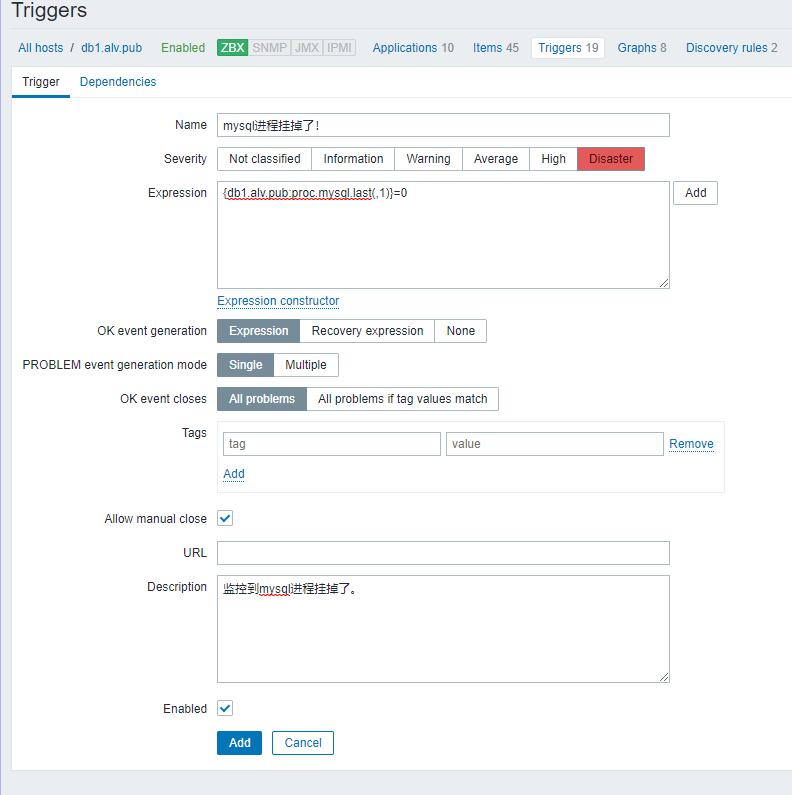 Triggers
All hosts / db1.alv.pub Enabled ZBX SNMP JMX IPMI Applications 10 Items 45 Triggers 19 Graphs 8 Discovery rules 2
Trigger Dependencies
Name mysql进程挂掉了!
Severity Not classified Information Warning Average High Disaster
Expression {db1.alv.pub:proc.mysql.last(,1)}=0 Add
Expression constructor
OK event generation Expression Recovery expression None
PROBLEM event generation mode Single Multiple
OK event closes All problems All problems if tag values match
Tags tag value Remove
Add
Allow manual close
URL
Description 监控到mysql进程挂掉了。
Enabled
Add Cancel